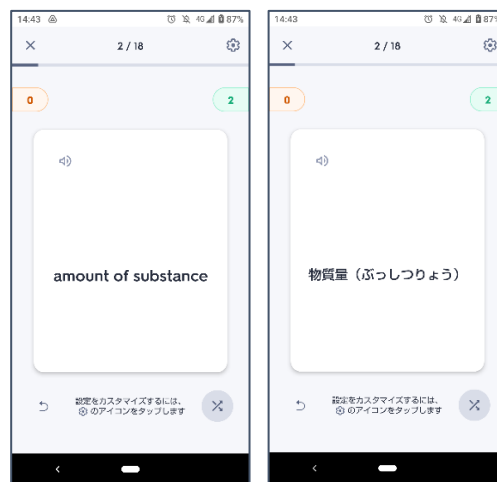 14:43 4G 87%
2 / 18
0 2
amount of substance
設定をカスタマイズするには、
のアイコンをタップします
14:43 4G 87%
2 / 18
0 2
物質量（ぶっしつりょう）
設定をカスタマイズするには、
のアイコンをタップします